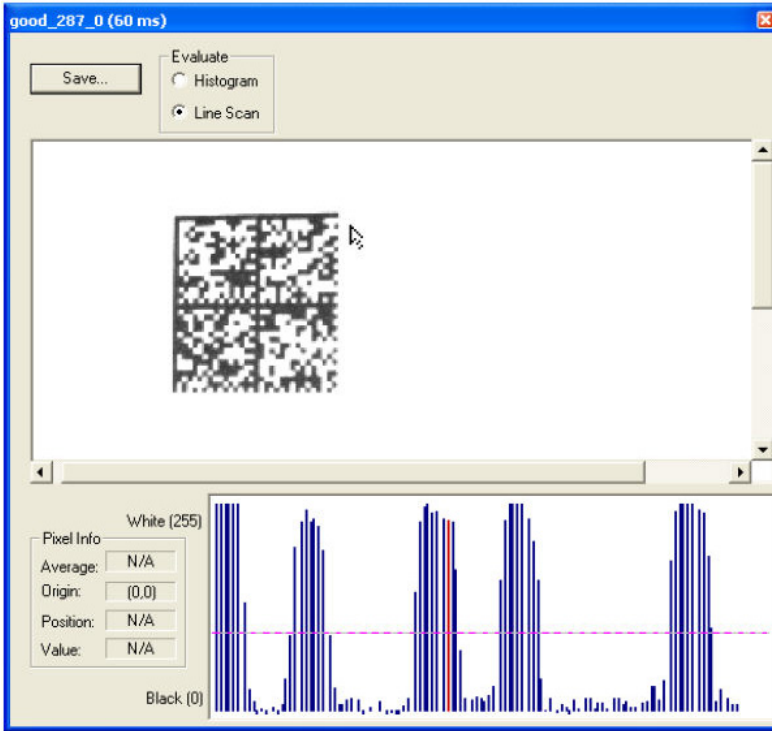 good_287_0 (60 ms)
Save...
Evaluate
Histogram
Line Scan
White (255)
Pixel Info
Average: N/A
Origin: (0,0)
Position: N/A
Value: N/A
Black (0)